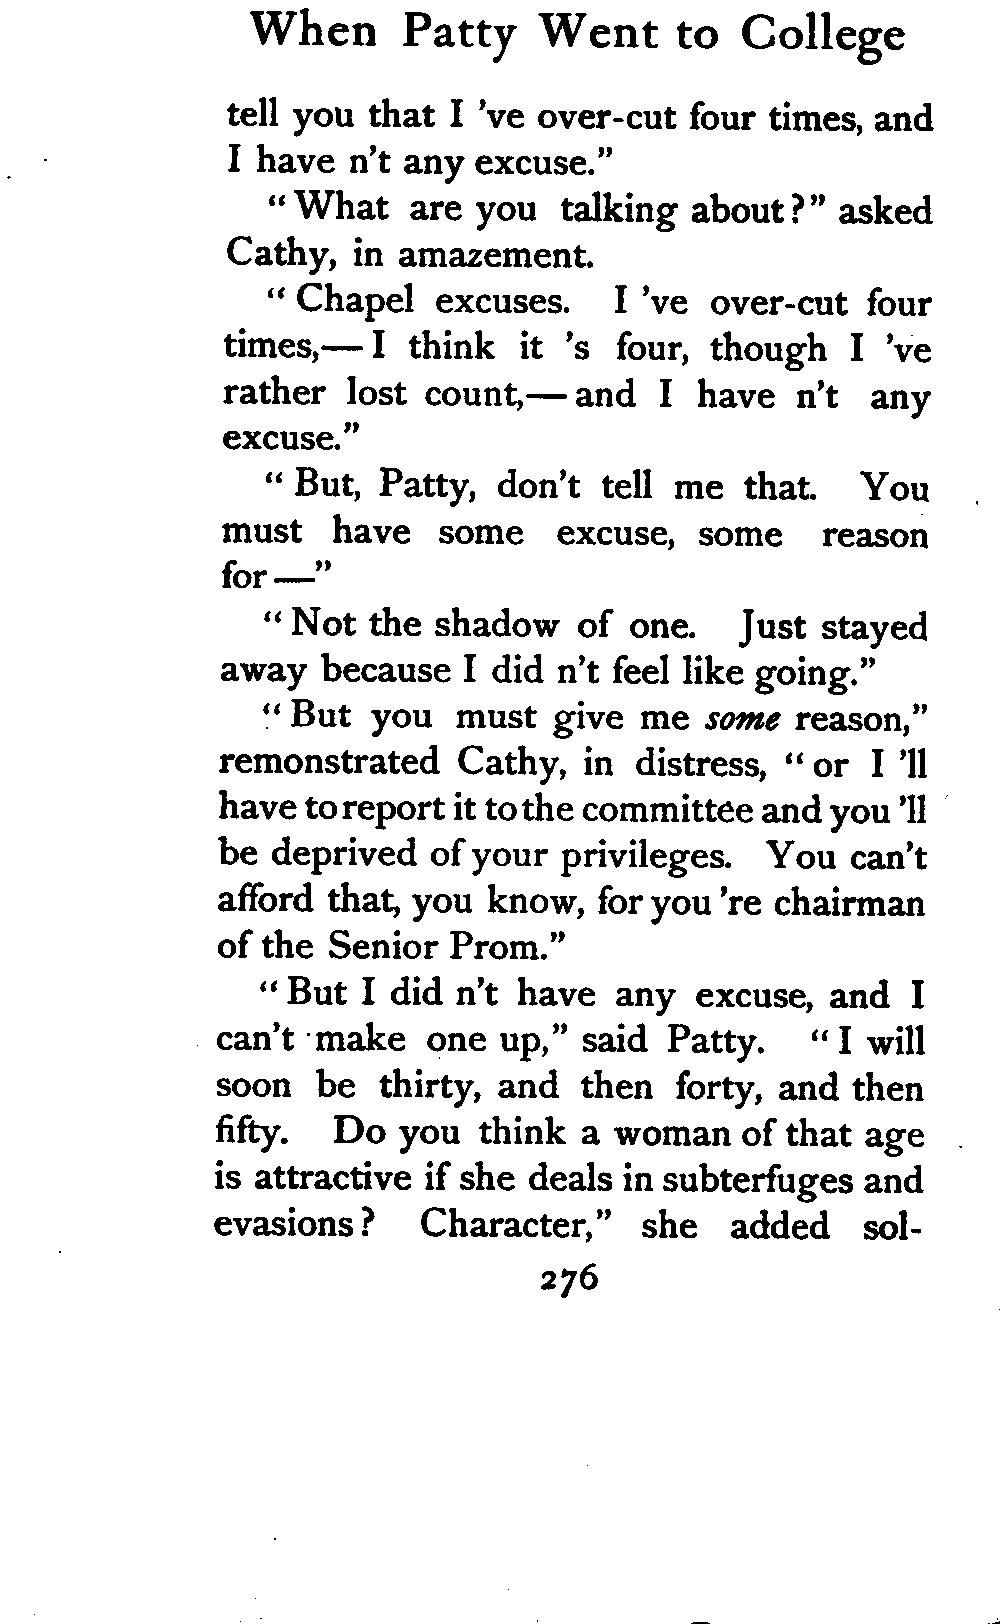 When Patty Went to College
tell you that I 've over-cut four times, and
I have n't any excuse."
"What are you talking about?" asked
Cathy, in amazement.
"Chapel excuses. I 've over-cut four
times,—I think it 's four, though I 've
rather lost count,—and I have n't any
excuse."
"But, Patty, don't tell me that. You
must have some excuse, some reason
for—"
"Not the shadow of one. Just stayed
away because I did n't feel like going."
"But you must give me some reason,"
remonstrated Cathy, in distress, "or I 'll
have to report it to the committee and you 'll
be deprived of your privileges. You can't
afford that, you know, for you 're chairman
of the Senior Prom."
"But I did n't have any excuse, and I
can't make one up," said Patty. "I will
soon be thirty, and then forty, and then
fifty. Do you think a woman of that age
is attractive if she deals in subterfuges and
evasions? Character," she added sol-
276